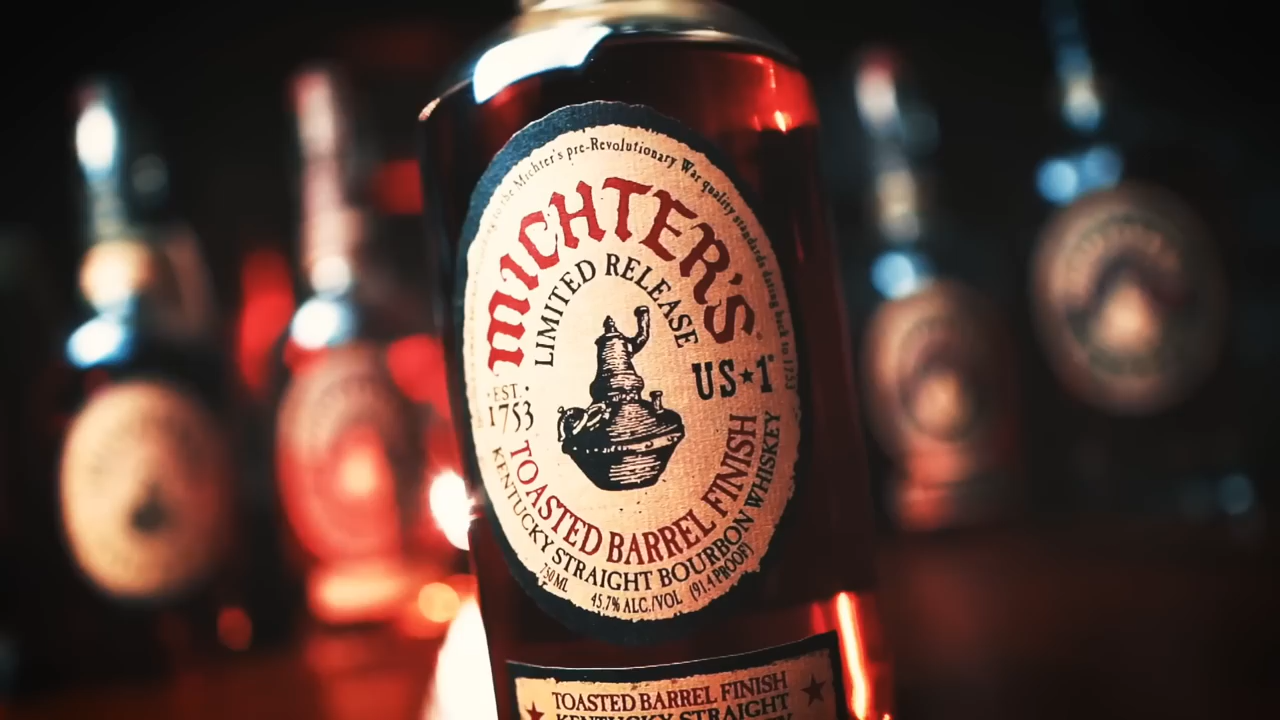 to the Michter's pre-Revolutionary War quality standards dating back to 1753
MICHTER'S
LIMITED RELEASE
US★1
·EST.·
1753
TOASTED BARREL FINISH
KENTUCKY STRAIGHT BOURBON WHISKEY
750 ML 45.7% ALC./VOL (91.4 PROOF)
TOASTED BARREL FINISH
KENTUCKY STRAIGHT